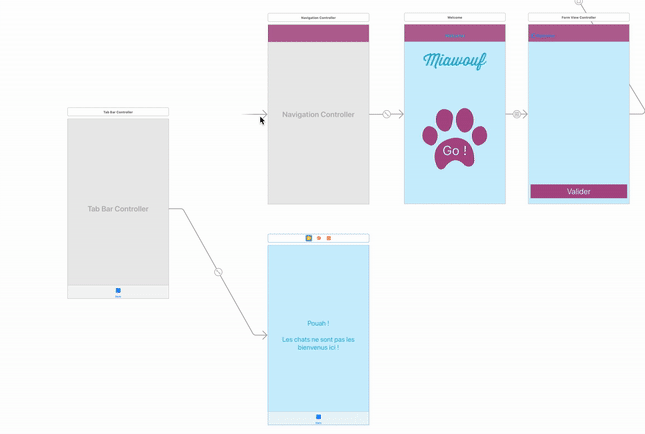 Navigation Controller
Welcome
Form View Controller
Miawouf
Tab Bar Controller
Navigation Controller
Go !
Valider
Tab Bar Controller
Pouah !
Les chats ne sont pas les
bienvenus ici !